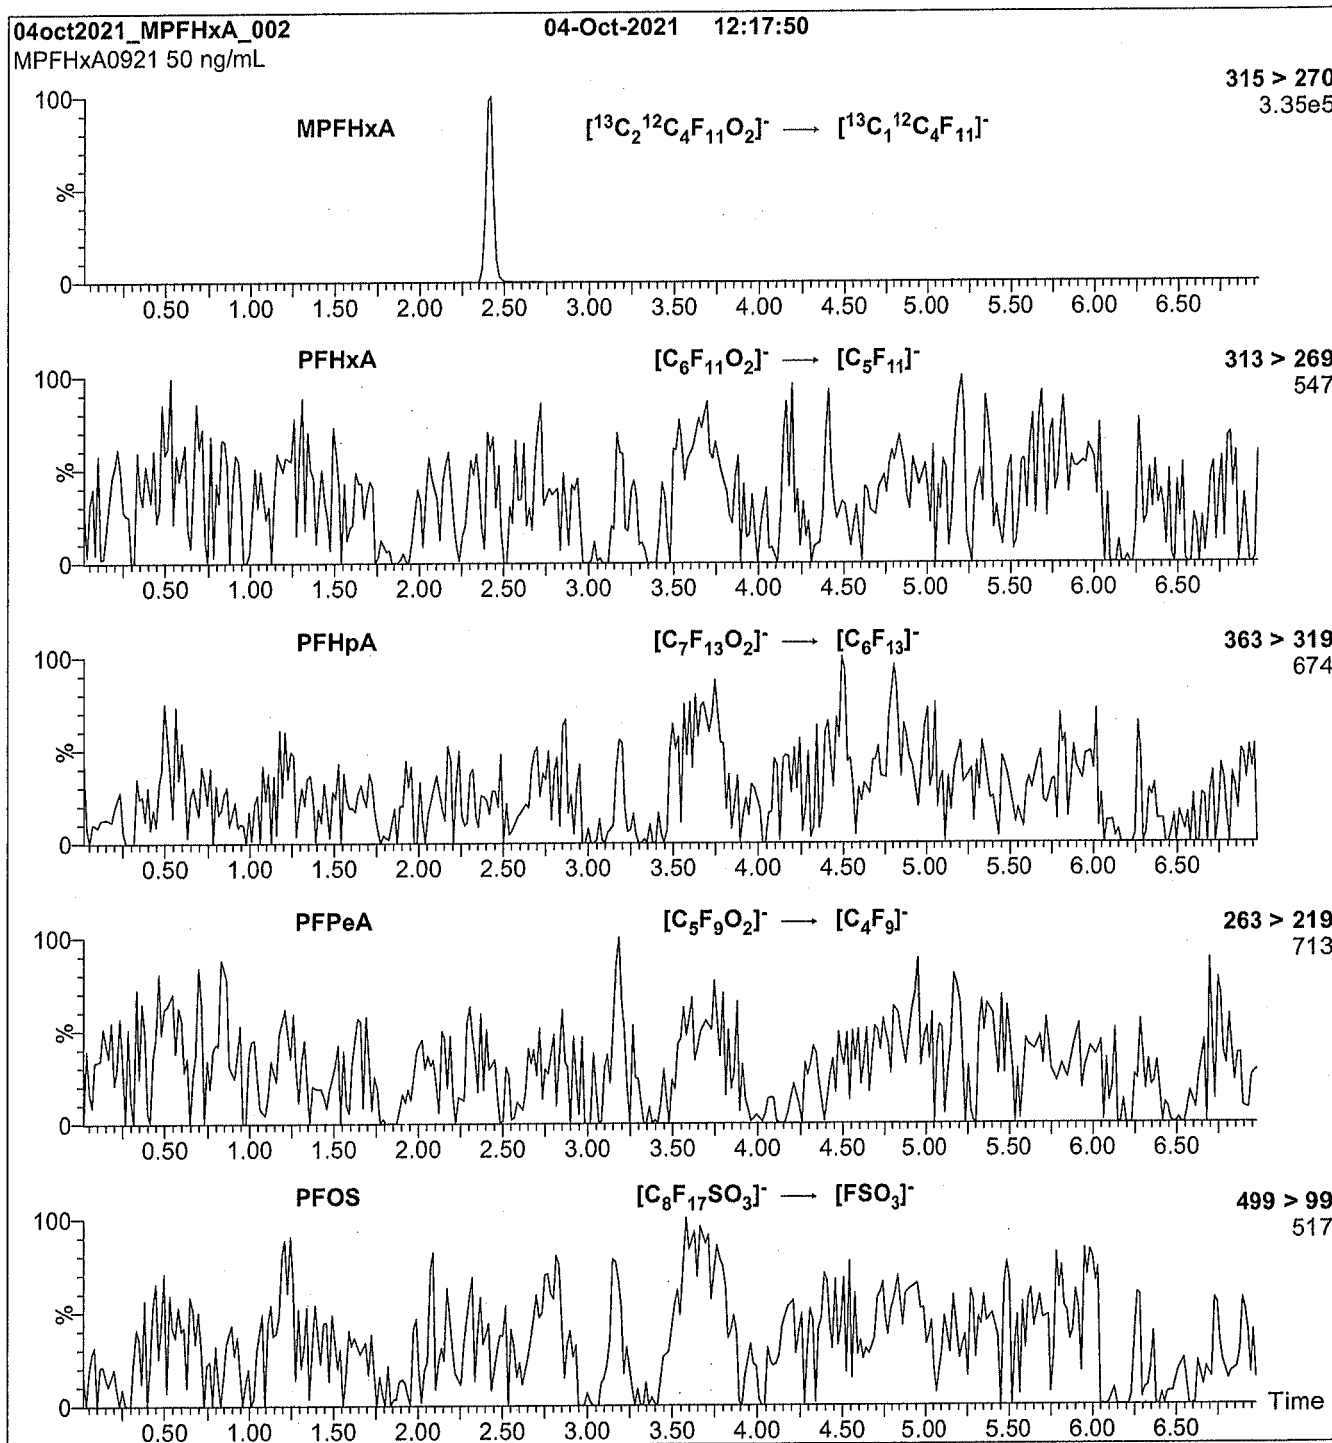 04oct2021_MPFHxA_002 04-Oct-2021 12:17:50
MPFHxA0921 50 ng/mL
315 > 270
3.35e5
MPFHxA [¹³C₂¹²C₄F₁₁O₂]⁻ → [¹³C₁¹²C₄F₁₁]⁻
100
%
0
0.50 1.00 1.50 2.00 2.50 3.00 3.50 4.00 4.50 5.00 5.50 6.00 6.50
PFHxA [C₆F₁₁O₂]⁻ → [C₅F₁₁]⁻ 313 > 269
547
100
%
0
0.50 1.00 1.50 2.00 2.50 3.00 3.50 4.00 4.50 5.00 5.50 6.00 6.50
PFHpA [C₇F₁₃O₂]⁻ → [C₆F₁₃]⁻ 363 > 319
674
100
%
0
0.50 1.00 1.50 2.00 2.50 3.00 3.50 4.00 4.50 5.00 5.50 6.00 6.50
PFPeA [C₅F₉O₂]⁻ → [C₄F₉]⁻ 263 > 219
713
100
%
0
0.50 1.00 1.50 2.00 2.50 3.00 3.50 4.00 4.50 5.00 5.50 6.00 6.50
PFOS [C₈F₁₇SO₃]⁻ → [FSO₃]⁻ 499 > 99
517
100
%
0
Time
0.50 1.00 1.50 2.00 2.50 3.00 3.50 4.00 4.50 5.00 5.50 6.00 6.50